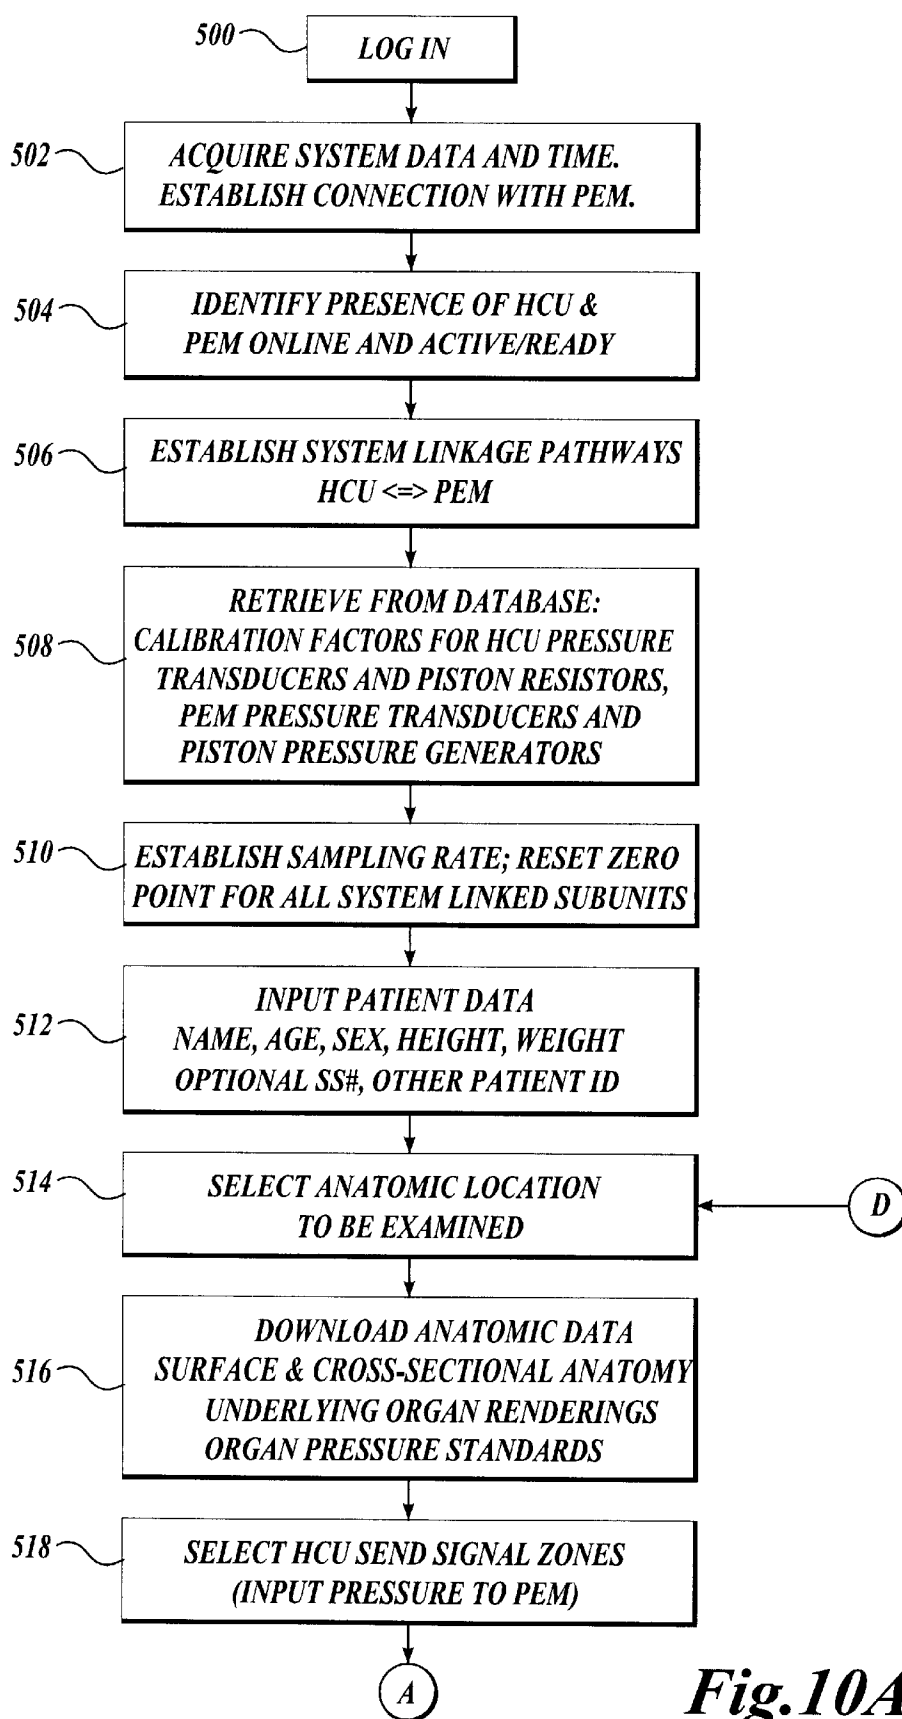 500
LOG IN
502
ACQUIRE SYSTEM DATA AND TIME.
ESTABLISH CONNECTION WITH PEM.
504
IDENTIFY PRESENCE OF HCU &
PEM ONLINE AND ACTIVE/READY
506
ESTABLISH SYSTEM LINKAGE PATHWAYS
HCU <=> PEM
508
RETRIEVE FROM DATABASE:
CALIBRATION FACTORS FOR HCU PRESSURE
TRANSDUCERS AND PISTON RESISTORS,
PEM PRESSURE TRANSDUCERS AND
PISTON PRESSURE GENERATORS
510
ESTABLISH SAMPLING RATE; RESET ZERO
POINT FOR ALL SYSTEM LINKED SUBUNITS
512
INPUT PATIENT DATA
NAME, AGE, SEX, HEIGHT, WEIGHT
OPTIONAL SS#, OTHER PATIENT ID
514
SELECT ANATOMIC LOCATION
TO BE EXAMINED
D
516
DOWNLOAD ANATOMIC DATA
SURFACE & CROSS-SECTIONAL ANATOMY
UNDERLYING ORGAN RENDERINGS
ORGAN PRESSURE STANDARDS
518
SELECT HCU SEND SIGNAL ZONES
(INPUT PRESSURE TO PEM)
A
Fig.10A